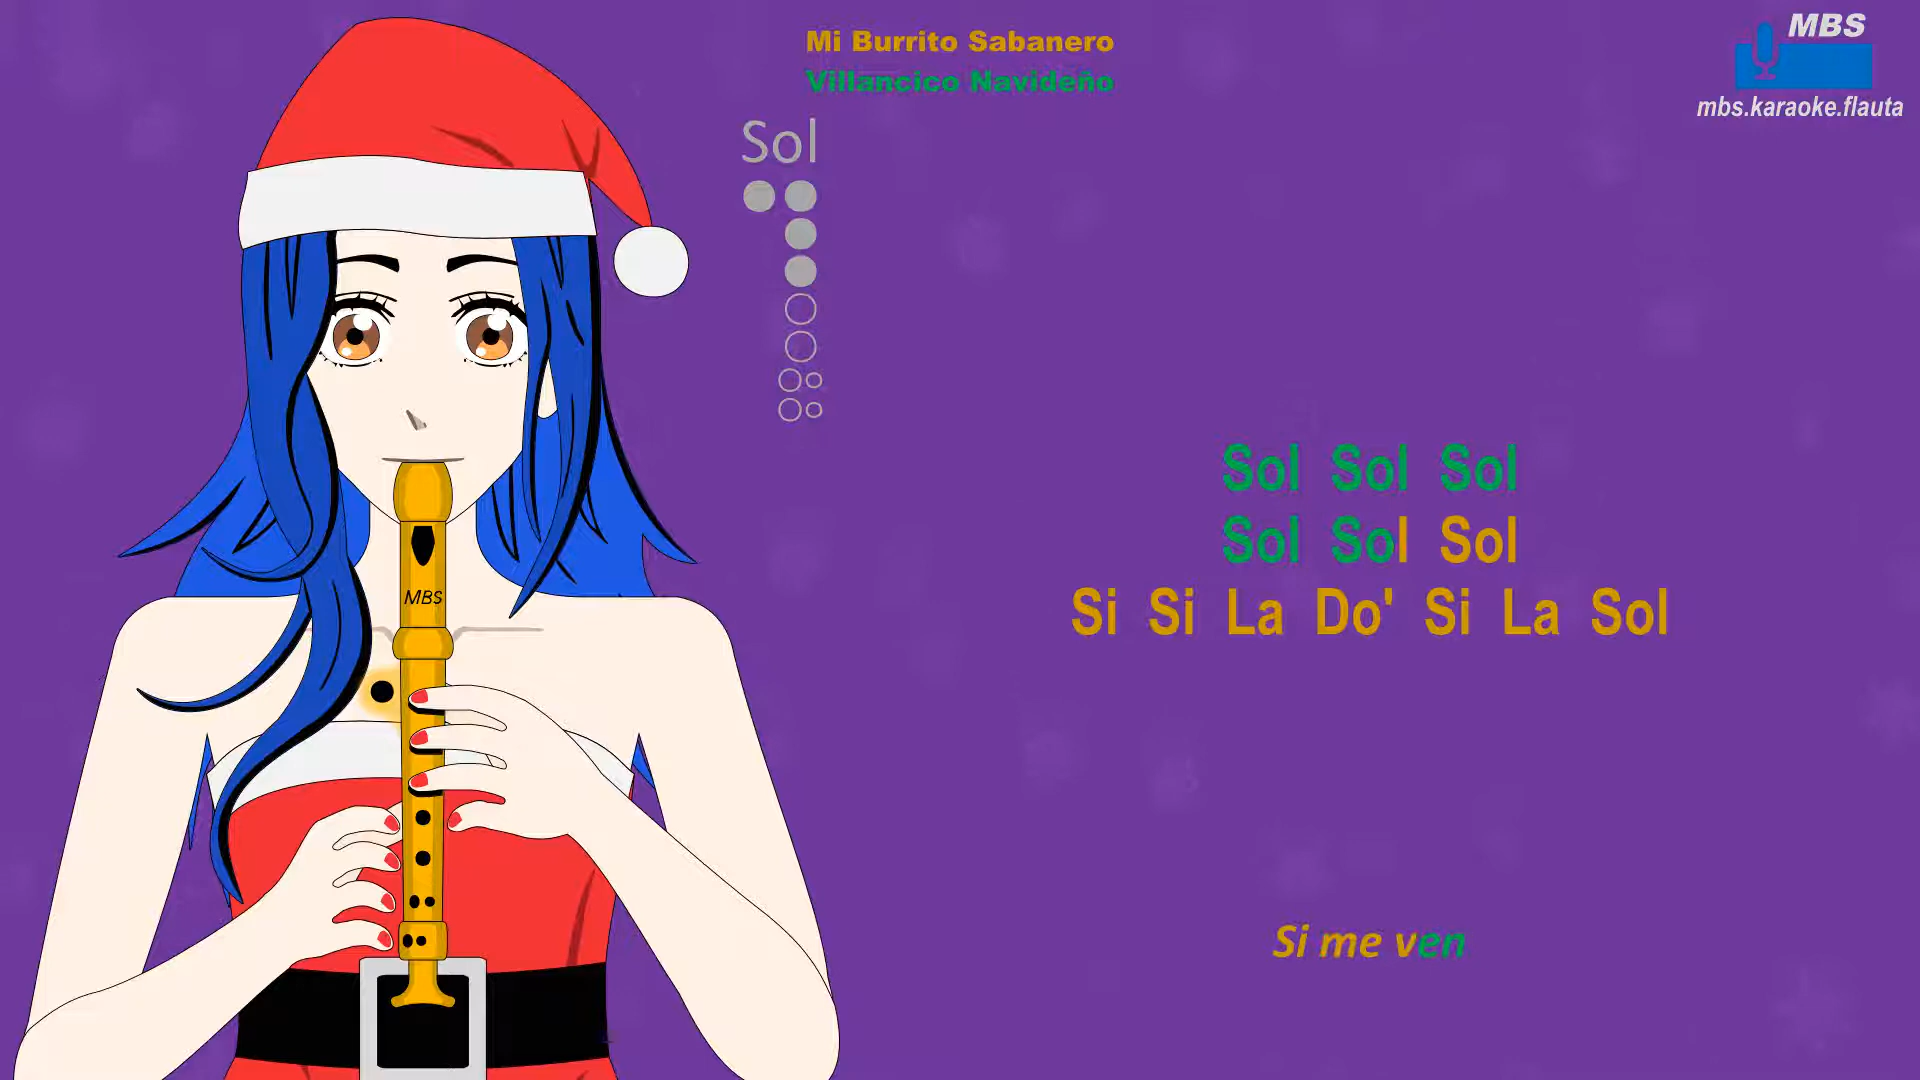 Mi Burrito Sabanero
Villancico Navideño
MBS
mbs.karaoke.flauta
Sol
Sol Sol Sol
Sol Sol Sol
Si Si La Do' Si La Sol
MBS
Si me ven